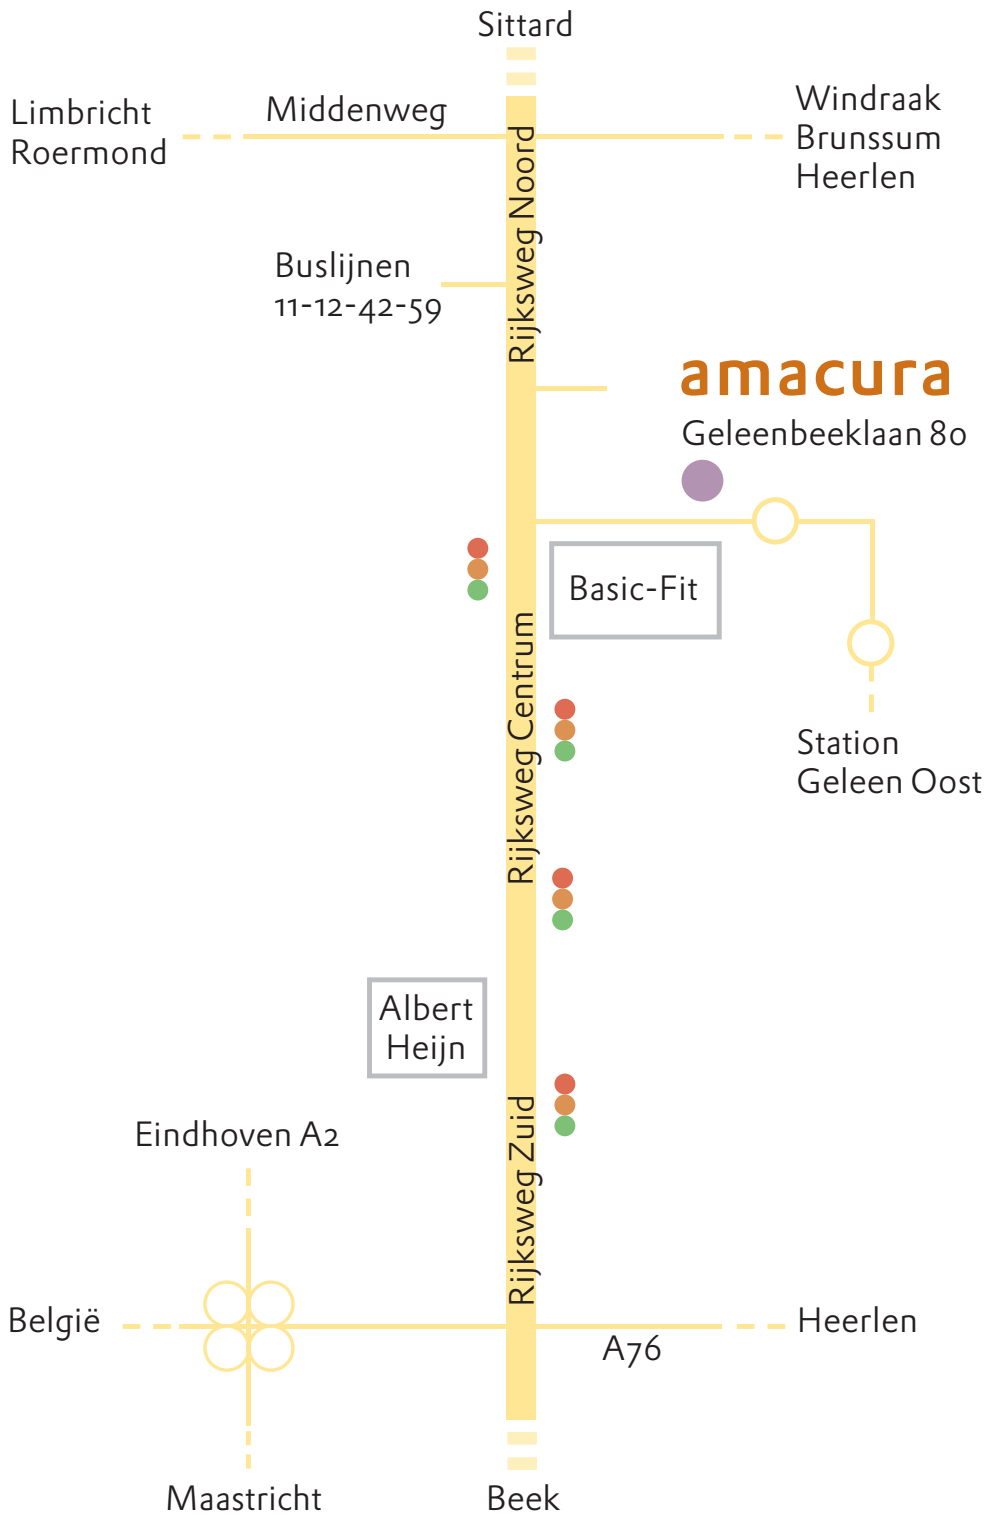 Sittard
Limbricht
Roermond
Middenweg
Windraak
Brunssum
Heerlen
Rijksweg Noord
Buslijnen
11-12-42-59
amacura
Geleenbeeklaan 80
Basic-Fit
Rijksweg Centrum
Station
Geleen Oost
Albert
Heijn
Rijksweg Zuid
Eindhoven A2
België
Heerlen
A76
Maastricht
Beek